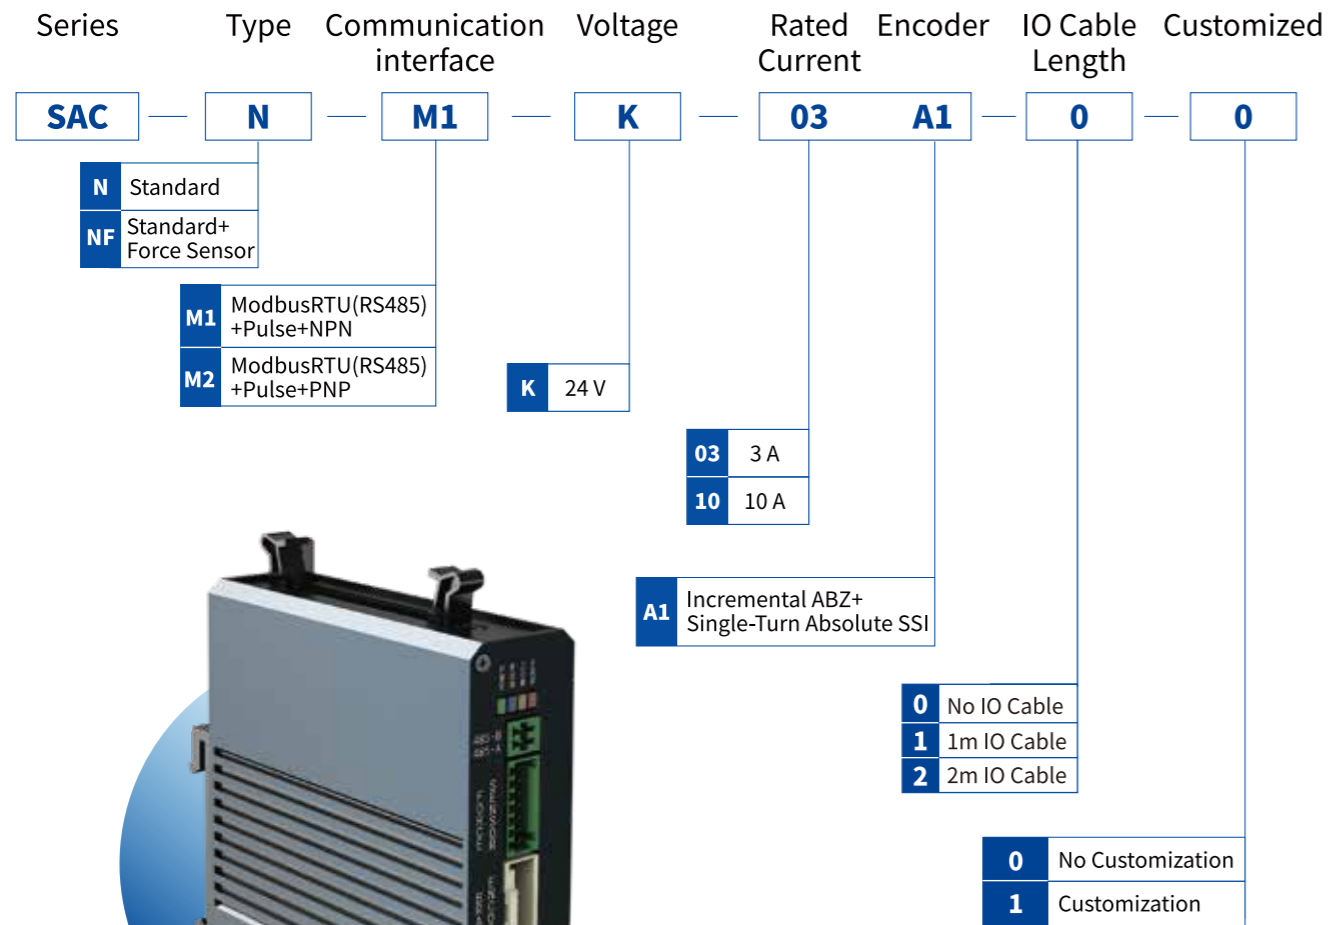 Series Type Communication interface Voltage Rated Current Encoder IO Cable Length Customized
SAC N M1 K 03 A1 0 0
N Standard
NF Standard+
Force Sensor
M1 ModbusRTU(RS485)
+Pulse+NPN
M2 ModbusRTU(RS485)
+Pulse+PNP
K 24 V
03 3 A
10 10 A
A1 Incremental ABZ+
Single-Turn Absolute SSI
0 No IO Cable
1 1m IO Cable
2 2m IO Cable
0 No Customization
1 Customization
485-B
485-A